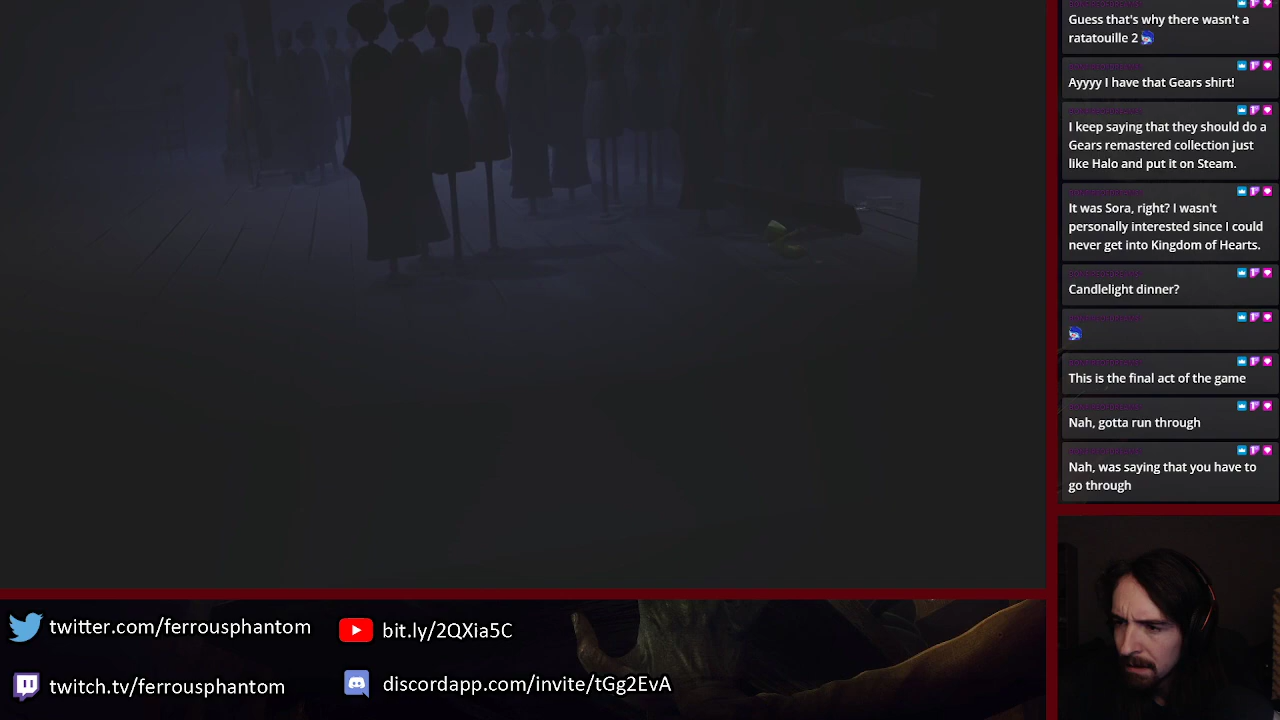 Guess that's why there wasn't a
ratatouille 2
Ayyyy I have that Gears shirt!
I keep saying that they should do a
Gears remastered collection just
like Halo and put it on Steam.
It was Sora, right? I wasn't
personally interested since I could
never get into Kingdom of Hearts.
Candlelight dinner?
This is the final act of the game
Nah, gotta run through
Nah, was saying that you have to
go through
twitter.com/ferrousphantom
bit.ly/2QXia5C
twitch.tv/ferrousphantom
discordapp.com/invite/tGg2EvA